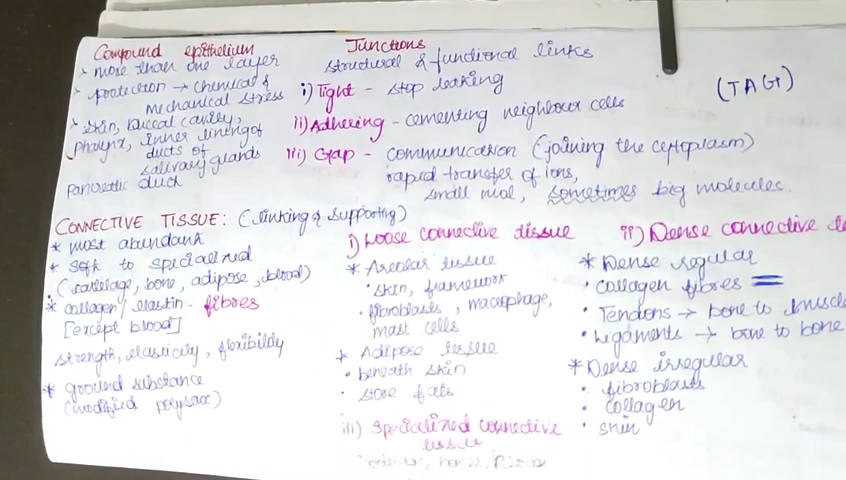 Compound epithelium
> more than one layer
> protection → chemical & mechanical stress
> skin, buccal cavity,
pharynx, inner lining of
ducts of
salivary glands
pancreatic duct
Junctions
structural & functional links
i) Tight - stop leaking
(TAG)
ii) Adhering - cementing neighbour cells
iii) Gap - communication (joining the cytoplasm)
rapid transfer of ions,
small mol, sometimes big molecules.
CONNECTIVE TISSUE: (linking & supporting)
* most abundant
* soft to specialized
(cartilage, bone, adipose, blood)
* collagen/elastin - fibres
[except blood]
strength, elasticity, flexibility
* ground substance
(modified polysacc)
i) Loose connective tissue
* Areolar tissue
• skin, framework
• fibroblasts, macrophage,
mast cells
* Adipose tissue
• beneath skin
• store fats
iii) Specialized connective
tissue
ii) Dense connective
* Dense regular
• collagen fibres
• Tendons → bone to muscle
• Ligaments → bone to bone
* Dense irregular
• fibroblasts
• collagen
• skin